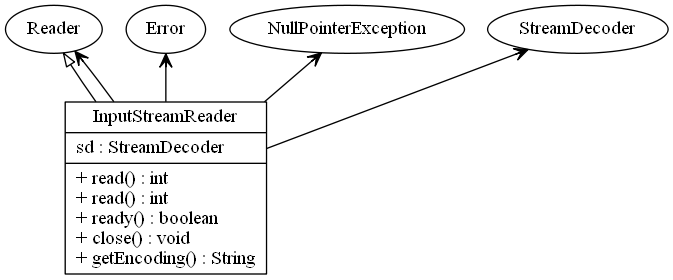 Reader
Error
NullPointerException
StreamDecoder
InputStreamReader
sd : StreamDecoder
+ read() : int
+ read() : int
+ ready() : boolean
+ close() : void
+ getEncoding() : String